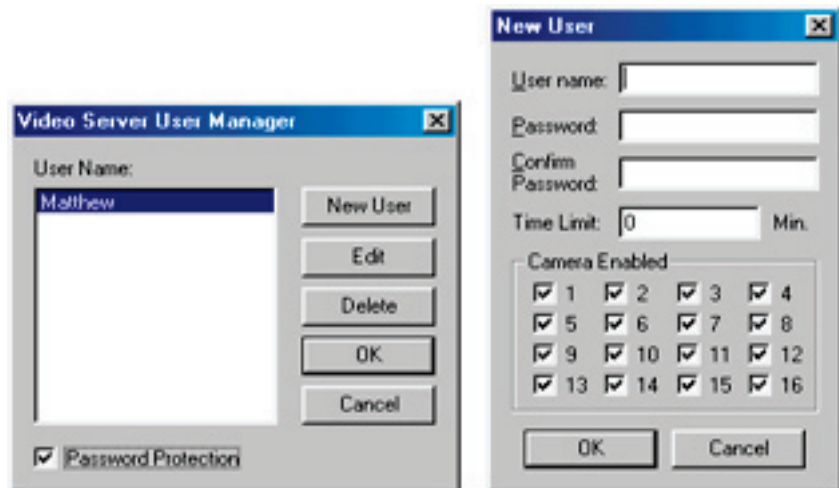 Video Server User Manager
User Name:
Matthew
New User
Edit
Delete
OK
Cancel
Password Protection
New User
User name:
Password:
Confirm
Password:
Time Limit: 0 Min.
Camera Enabled
1 2 3 4
5 6 7 8
9 10 11 12
13 14 15 16
OK Cancel